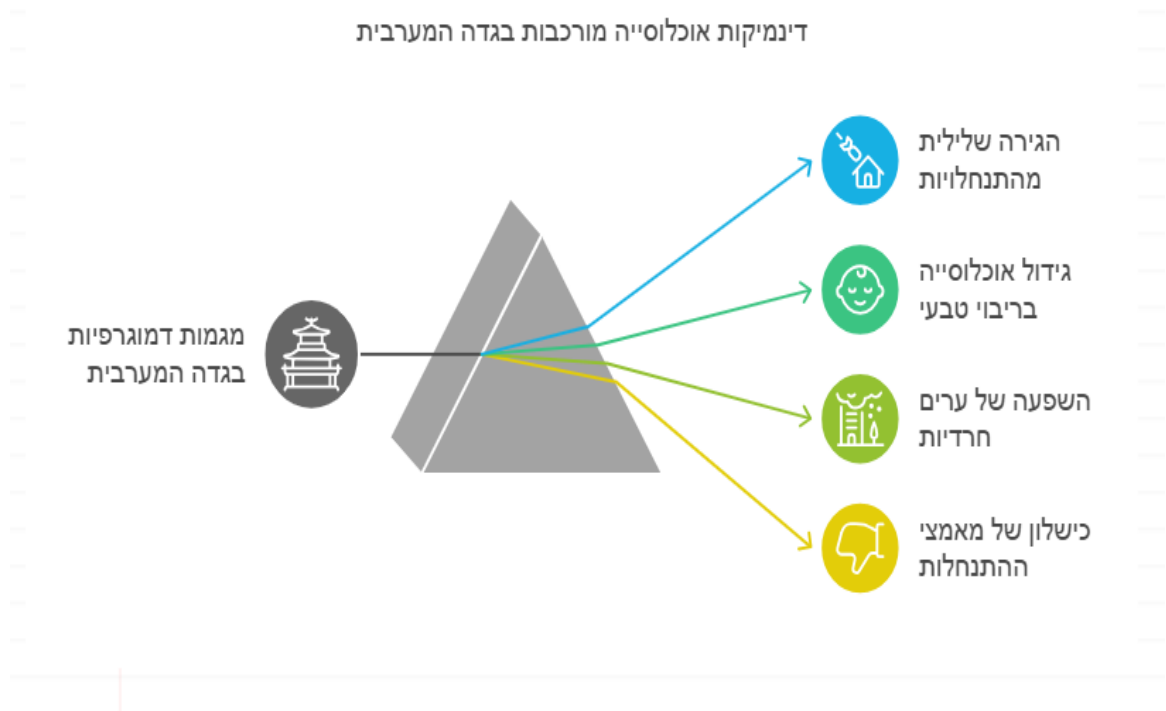 דינמיקות אוכלוסייה מורכבות בגדה המערבית
הגירה שלילית
מהתנחלויות
גידול אוכלוסייה
בריבוי טבעי
מגמות דמוגרפיות
בגדה המערבית
השפעה של ערים
חרדיות
כישלון של מאמצי
ההתנחלות